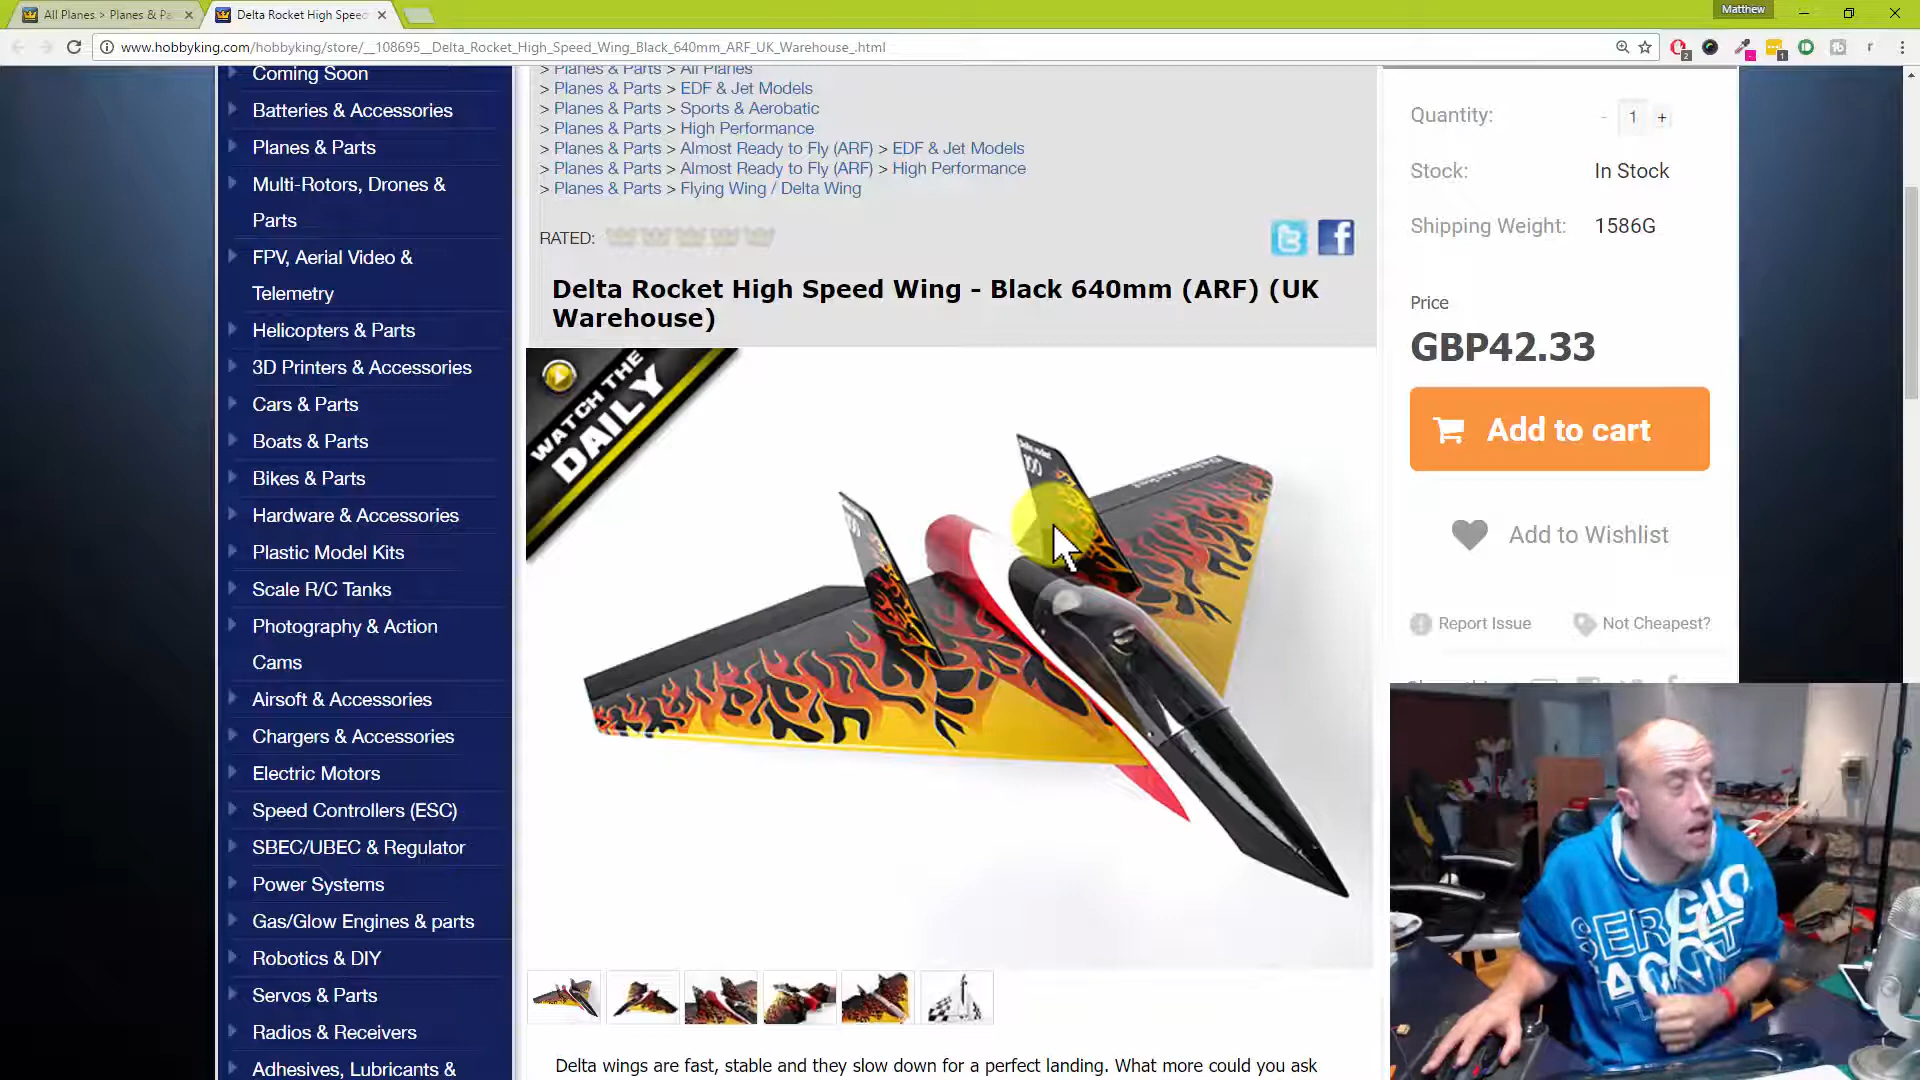 All Planes > Planes & Pa
Delta Rocket High Speed
Matthew
www.hobbyking.com/hobbyking/store/__108695__Delta_Rocket_High_Speed_Wing_Black_640mm_ARF_UK_Warehouse_.html
2
1
Coming Soon
Batteries & Accessories
Planes & Parts
Multi-Rotors, Drones &
Parts
FPV, Aerial Video &
Telemetry
Helicopters & Parts
3D Printers & Accessories
Cars & Parts
Boats & Parts
Bikes & Parts
Hardware & Accessories
Plastic Model Kits
Scale R/C Tanks
Photography & Action
Cams
Airsoft & Accessories
Chargers & Accessories
Electric Motors
Speed Controllers (ESC)
SBEC/UBEC & Regulator
Power Systems
Gas/Glow Engines & parts
Robotics & DIY
Servos & Parts
Radios & Receivers
Adhesives, Lubricants &
> Planes & Parts > All Planes
> Planes & Parts > EDF & Jet Models
> Planes & Parts > Sports & Aerobatic
> Planes & Parts > High Performance
> Planes & Parts > Almost Ready to Fly (ARF) > EDF & Jet Models
> Planes & Parts > Almost Ready to Fly (ARF) > High Performance
> Planes & Parts > Flying Wing / Delta Wing
RATED:
Delta Rocket High Speed Wing - Black 640mm (ARF) (UK
Warehouse)
WATCH THE
DAILY
Delta rocket
100
Delta rocket
100
Delta wings are fast, stable and they slow down for a perfect landing. What more could you ask
Quantity: - 1 +
Stock: In Stock
Shipping Weight: 1586G
Price
GBP42.33
Add to cart
Add to Wishlist
Report Issue
Not Cheapest?
SERGIO